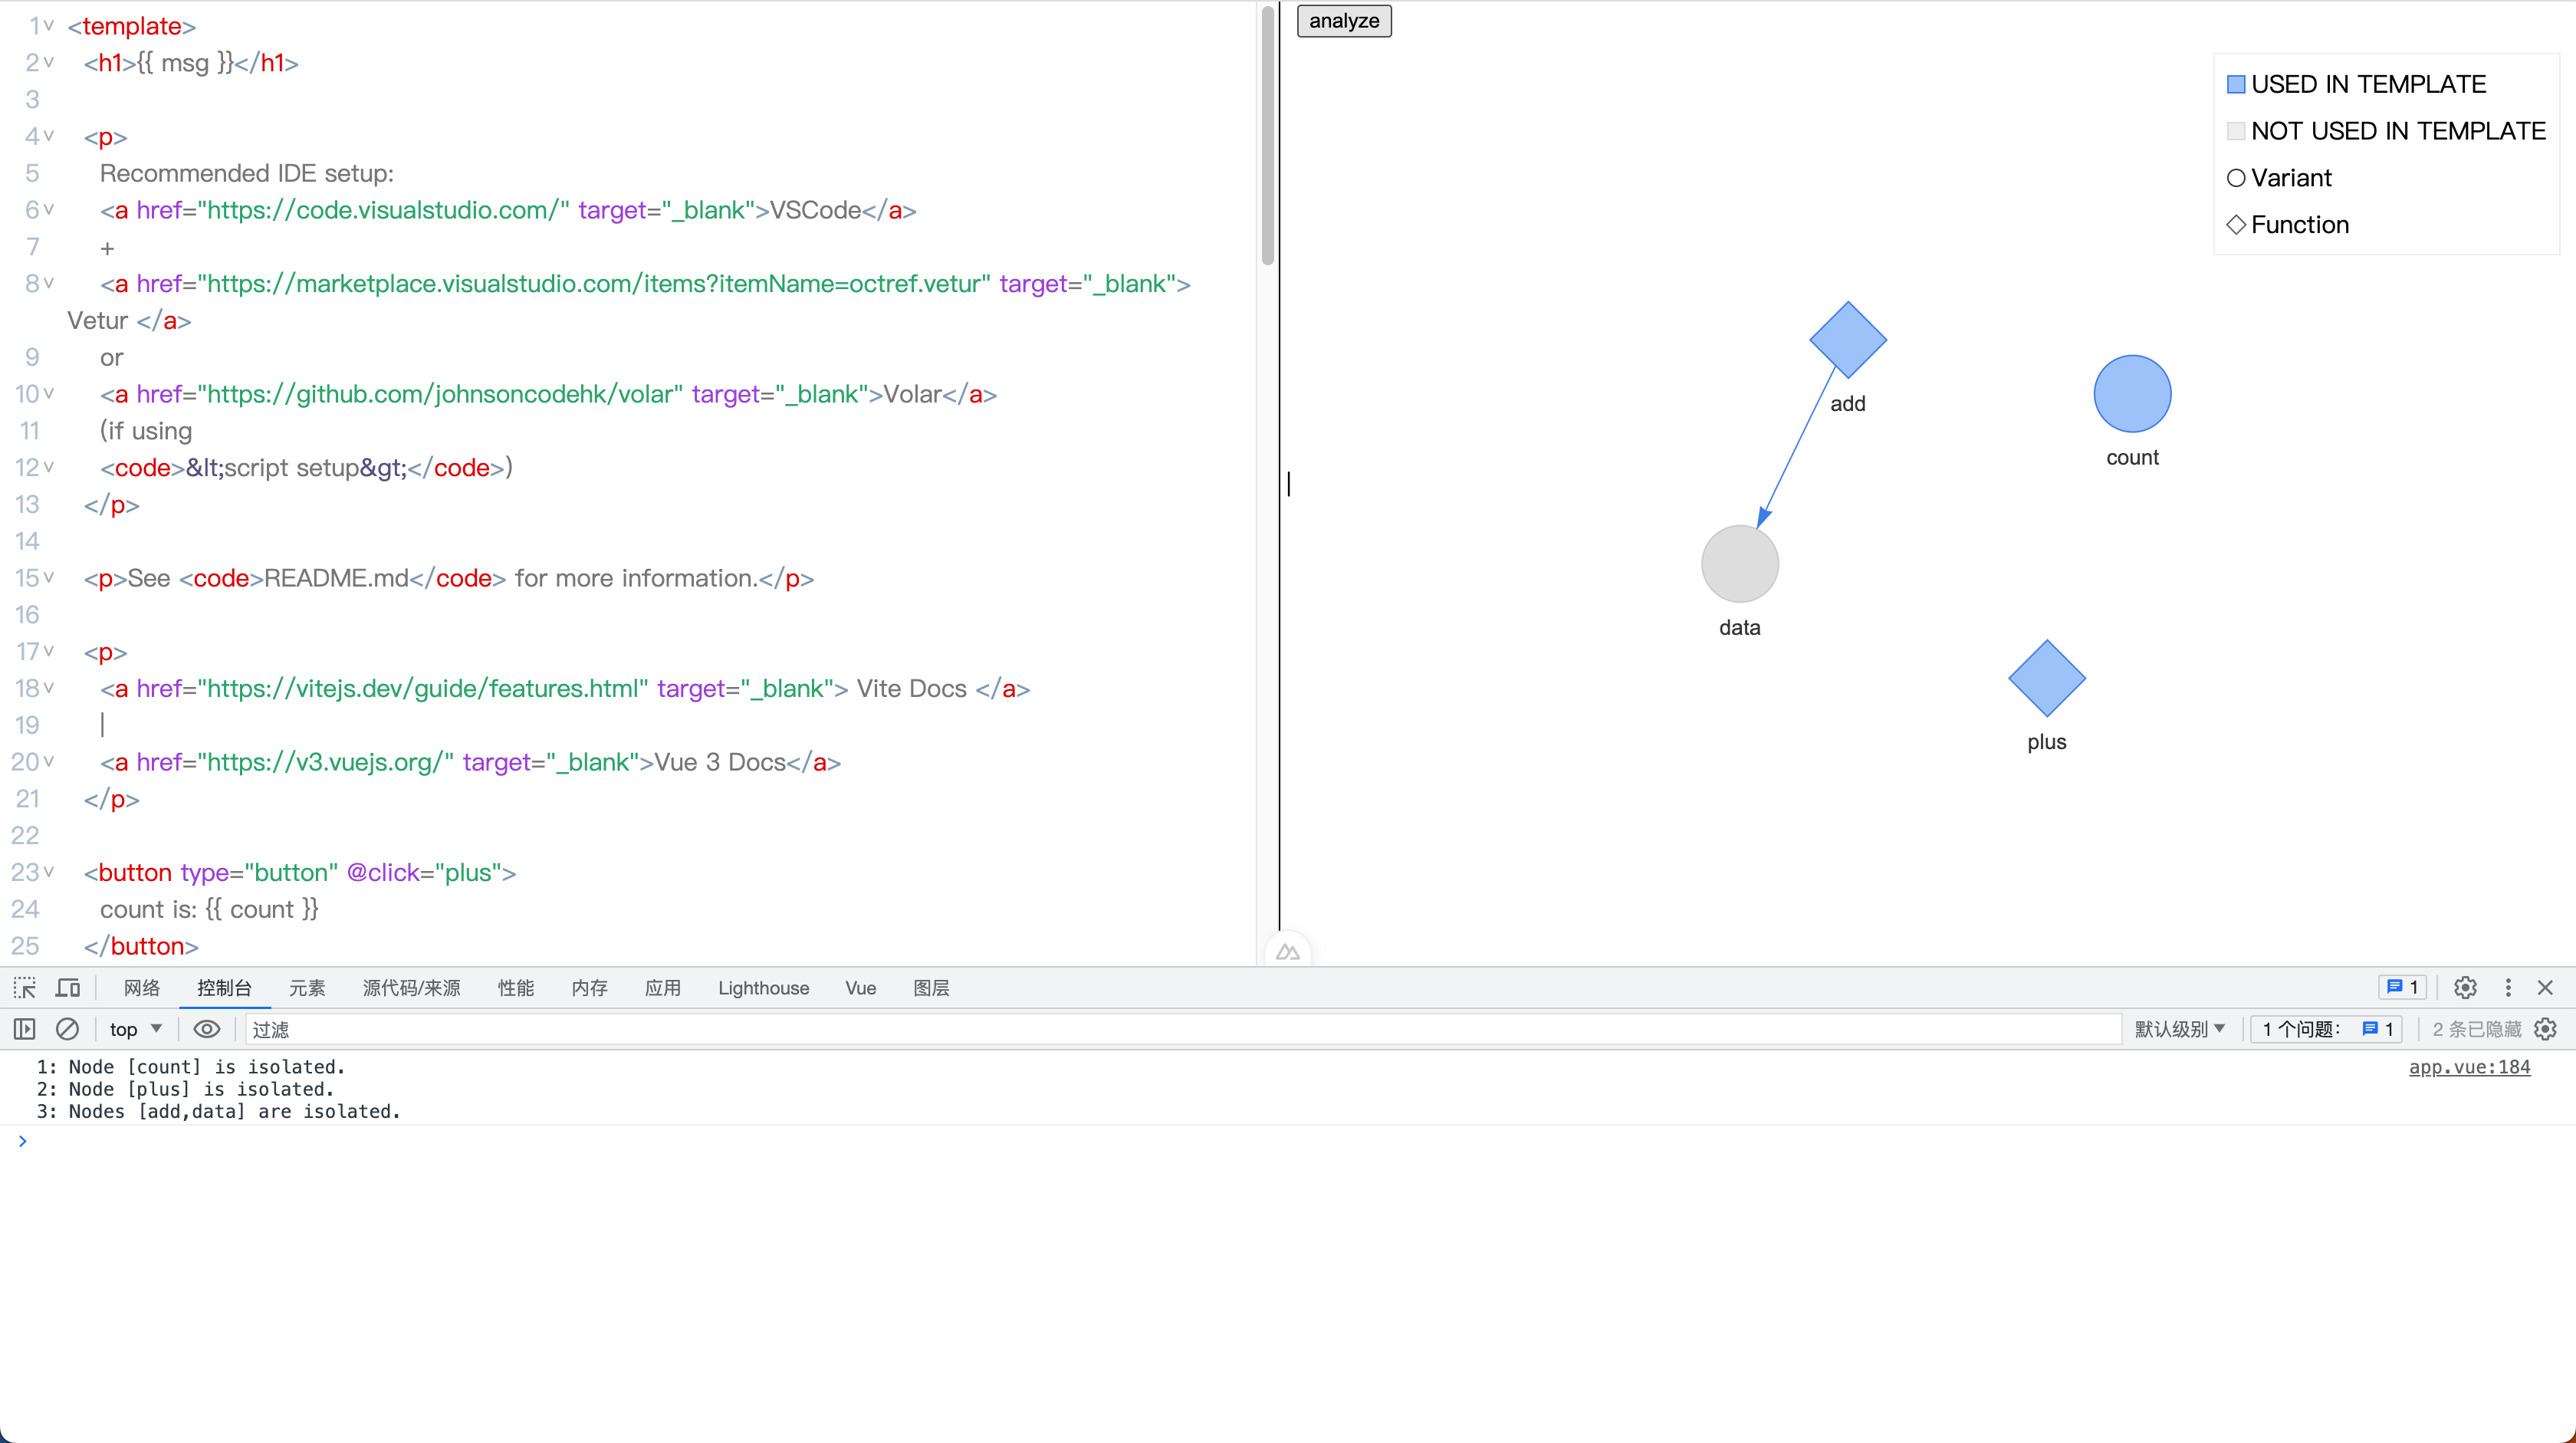 1 <template>
2 <h1>{{ msg }}</h1>
3
4 <p>
5 Recommended IDE setup:
6 <a href="https://code.visualstudio.com/" target="_blank">VSCode</a>
7 +
8 <a href="https://marketplace.visualstudio.com/items?itemName=octref.vetur" target="_blank">
Vetur </a>
9 or
10 <a href="https://github.com/johnsoncodehk/volar" target="_blank">Volar</a>
11 (if using
12 <code>&lt;script setup&gt;</code>)
13 </p>
14
15 <p>See <code>README.md</code> for more information.</p>
16
17 <p>
18 <a href="https://vitejs.dev/guide/features.html" target="_blank"> Vite Docs </a>
19 |
20 <a href="https://v3.vuejs.org/" target="_blank">Vue 3 Docs</a>
21 </p>
22
23 <button type="button" @click="plus">
24 count is: {{ count }}
25 </button>
analyze
USED IN TEMPLATE
NOT USED IN TEMPLATE
Variant
Function
add
count
data
plus
网络 控制台 元素 源代码/来源 性能 内存 应用 Lighthouse Vue 图层 1
top 过滤 默认级别 1 个问题: 1 2 条已隐藏
1: Node [count] is isolated. app.vue:184
2: Node [plus] is isolated.
3: Nodes [add,data] are isolated.